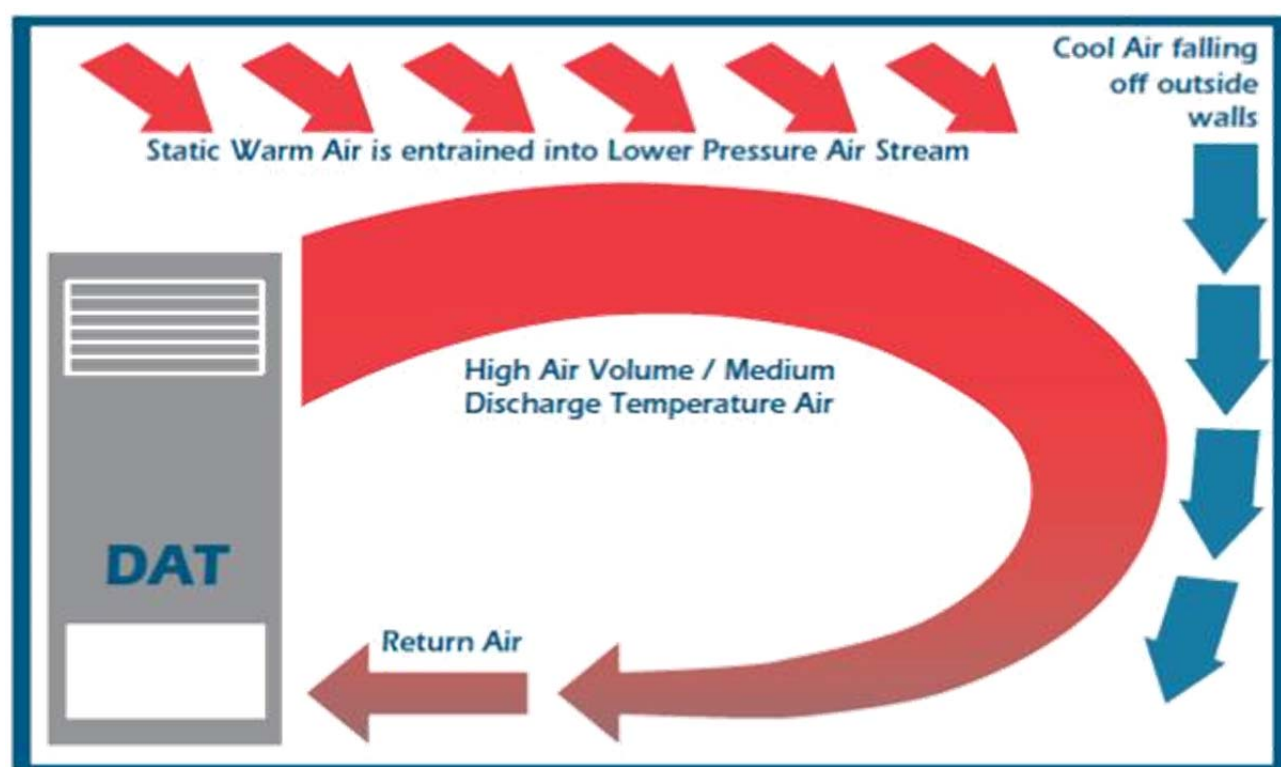 Cool Air falling
off outside
walls
Static Warm Air is entrained into Lower Pressure Air Stream
High Air Volume / Medium
Discharge Temperature Air
DAT
Return Air